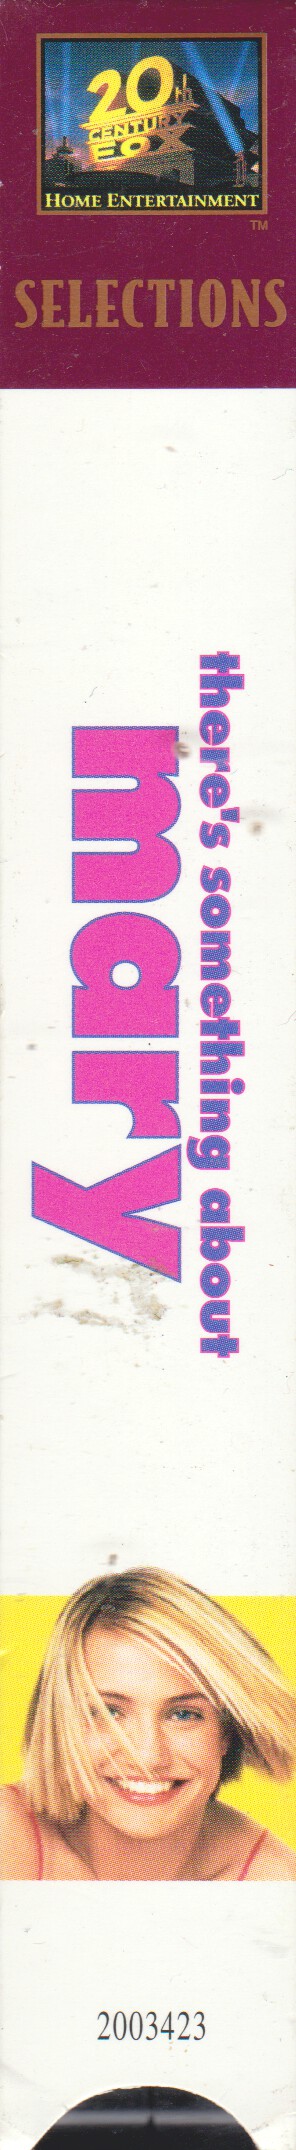 20th
CENTURY
FOX
HOME ENTERTAINMENT
TM
SELECTIONS
there's something about
mary
2003423